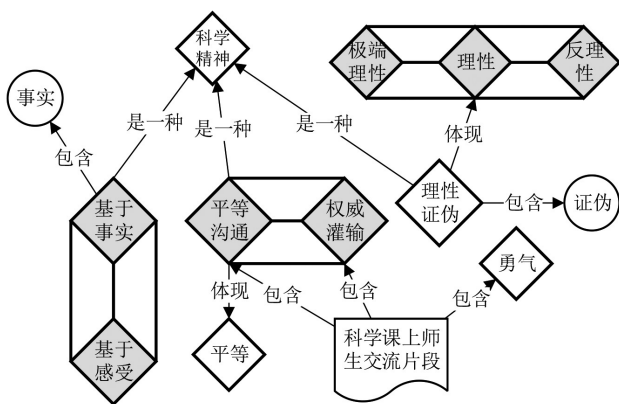 科学
精神
极端
理性
理性
反理
性
事实
是一种
是一种
是一种
体现
包含
基于
事实
平等
沟通
权威
灌输
理性
证伪
包含
证伪
体现
包含
包含
包含
勇气
基于
感受
平等
科学课上师
生交流片段